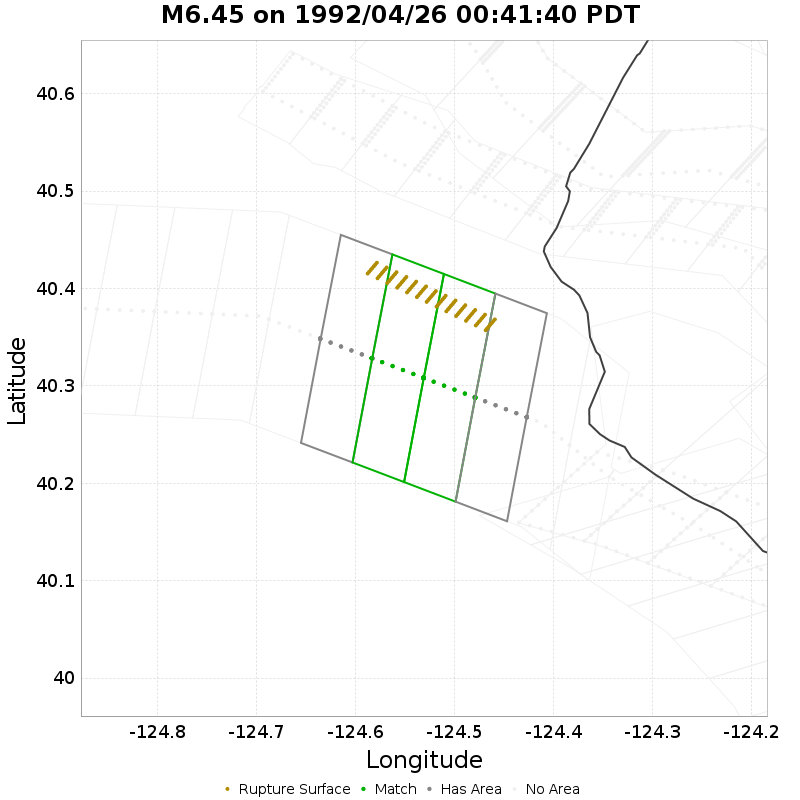 M6.45 on 1992/04/26 00:41:40 PDT
40.6
40.5
40.4
40.3
40.2
40.1
40
Latitude
-124.8
-124.7
-124.6
-124.5
-124.4
-124.3
-124.2
Longitude
Rupture Surface
Match
Has Area
No Area